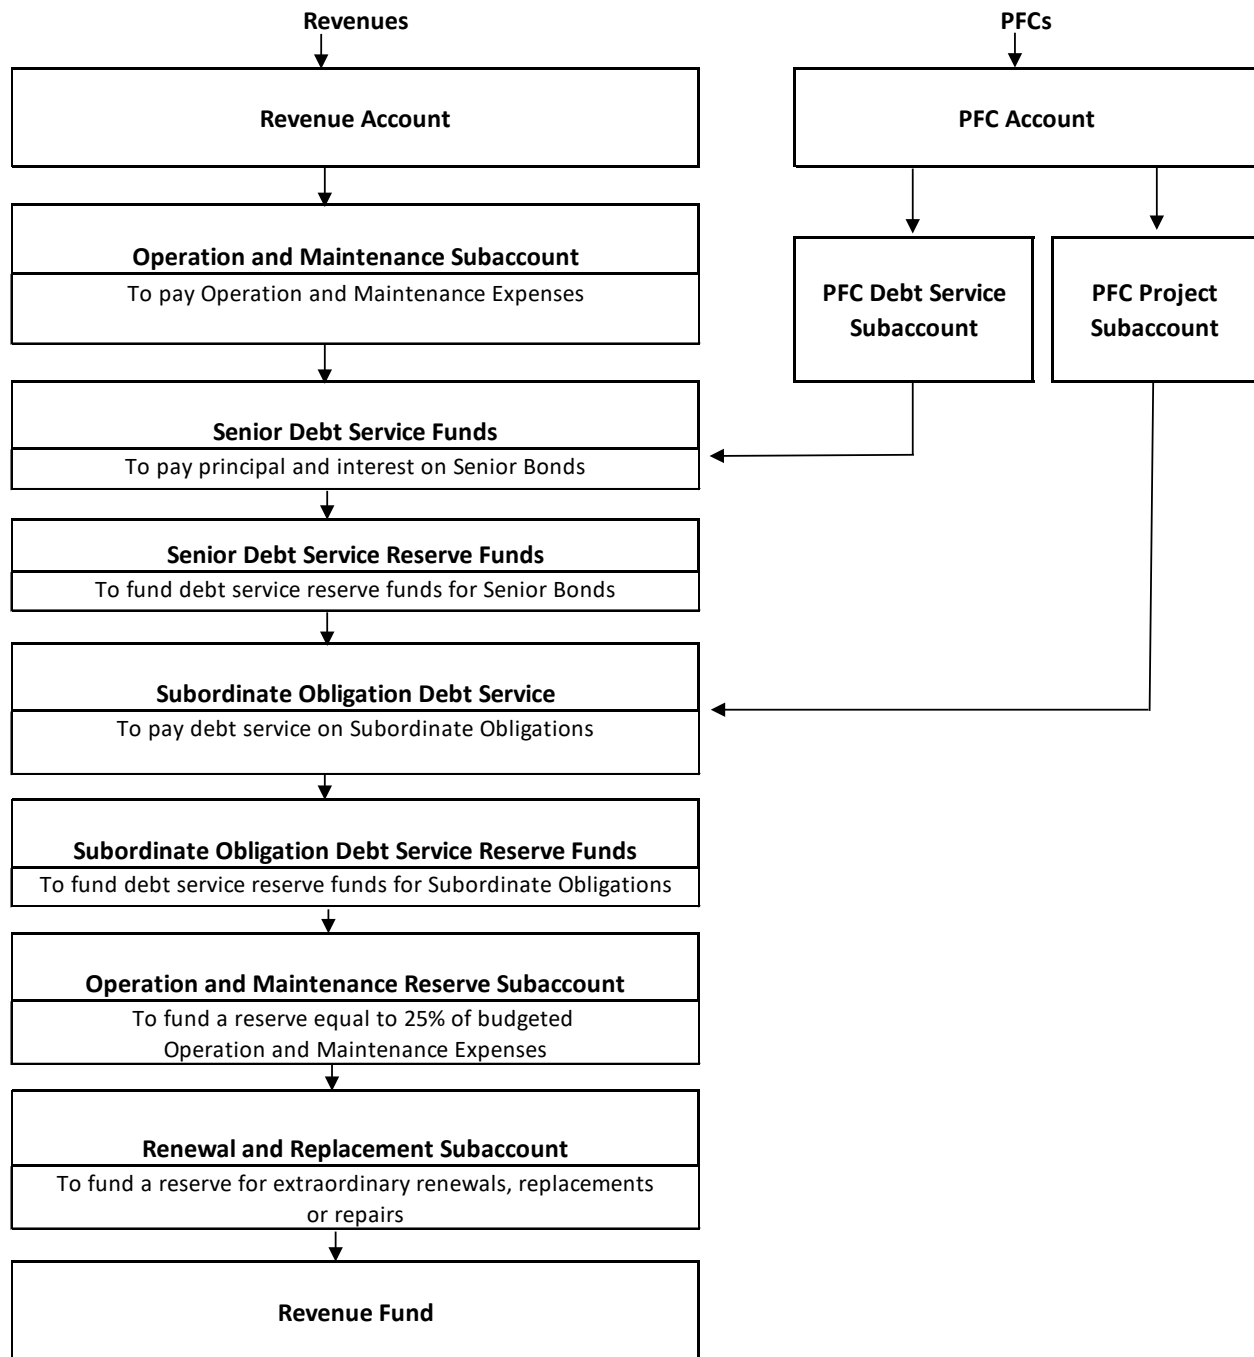 Revenues
PFCs
Revenue Account
PFC Account
Operation and Maintenance Subaccount
To pay Operation and Maintenance Expenses
PFC Debt Service
Subaccount
PFC Project
Subaccount
Senior Debt Service Funds
To pay principal and interest on Senior Bonds
Senior Debt Service Reserve Funds
To fund debt service reserve funds for Senior Bonds
Subordinate Obligation Debt Service
To pay debt service on Subordinate Obligations
Subordinate Obligation Debt Service Reserve Funds
To fund debt service reserve funds for Subordinate Obligations
Operation and Maintenance Reserve Subaccount
To fund a reserve equal to 25% of budgeted
Operation and Maintenance Expenses
Renewal and Replacement Subaccount
To fund a reserve for extraordinary renewals, replacements
or repairs
Revenue Fund